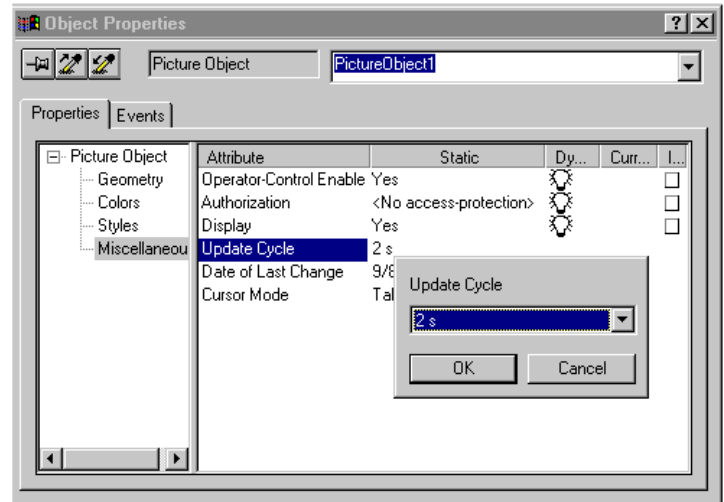 Object Properties
Picture Object PictureObject1
Properties Events
Picture Object
Geometry
Colors
Styles
Miscellaneou
Attribute Static Dy... Curr... I...
Operator-Control Enable Yes
Authorization <No access-protection>
Display Yes
Update Cycle 2 s
Date of Last Change 9/8
Cursor Mode
Update Cycle
2 s
OK Cancel